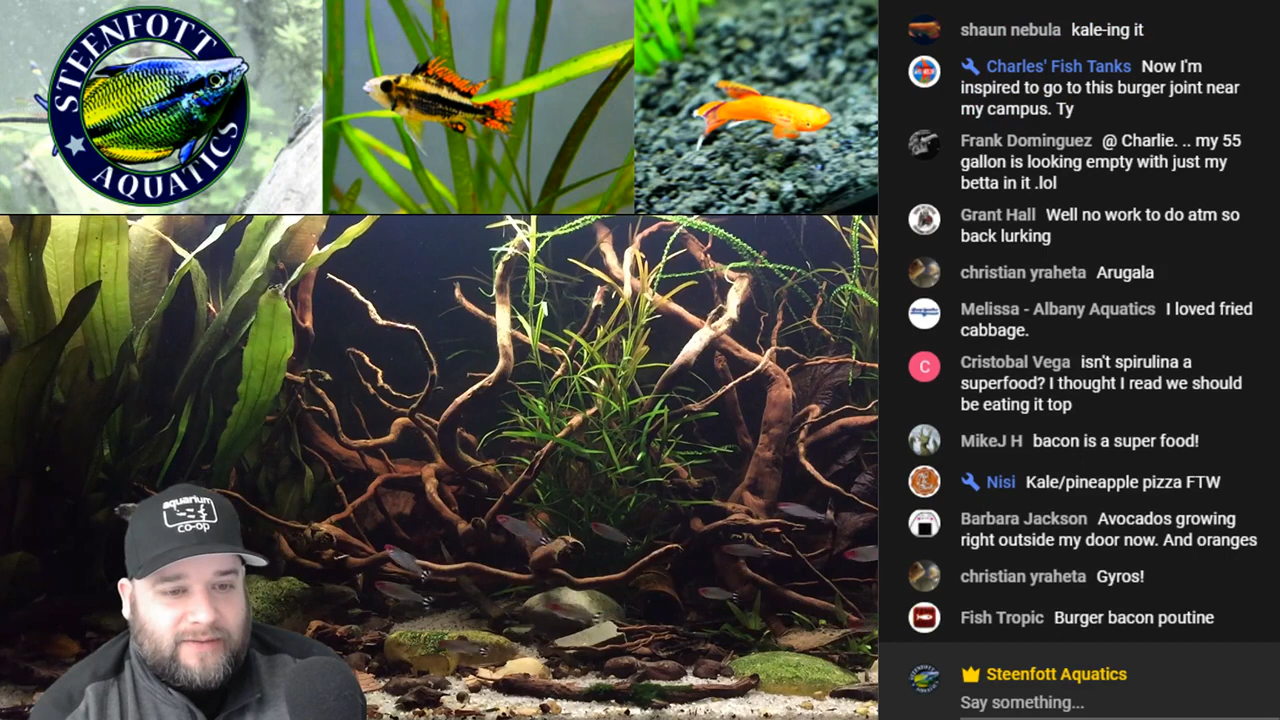 STEENFOTT
AQUATICS
aquarium
co-op
shaun nebula kale-ing it
Charles' Fish Tanks Now I'm
inspired to go to this burger joint near
my campus. Ty
Frank Dominguez @ Charlie. .. my 55
gallon is looking empty with just my
betta in it .lol
Grant Hall Well no work to do atm so
back lurking
christian yraheta Arugala
Melissa - Albany Aquatics I loved fried
cabbage.
C
Cristobal Vega isn't spirulina a
superfood? I thought I read we should
be eating it top
MikeJ H bacon is a super food!
Nisi Kale/pineapple pizza FTW
Barbara Jackson Avocados growing
right outside my door now. And oranges
christian yraheta Gyros!
Fish Tropic Burger bacon poutine
Steenfott Aquatics
Say something...